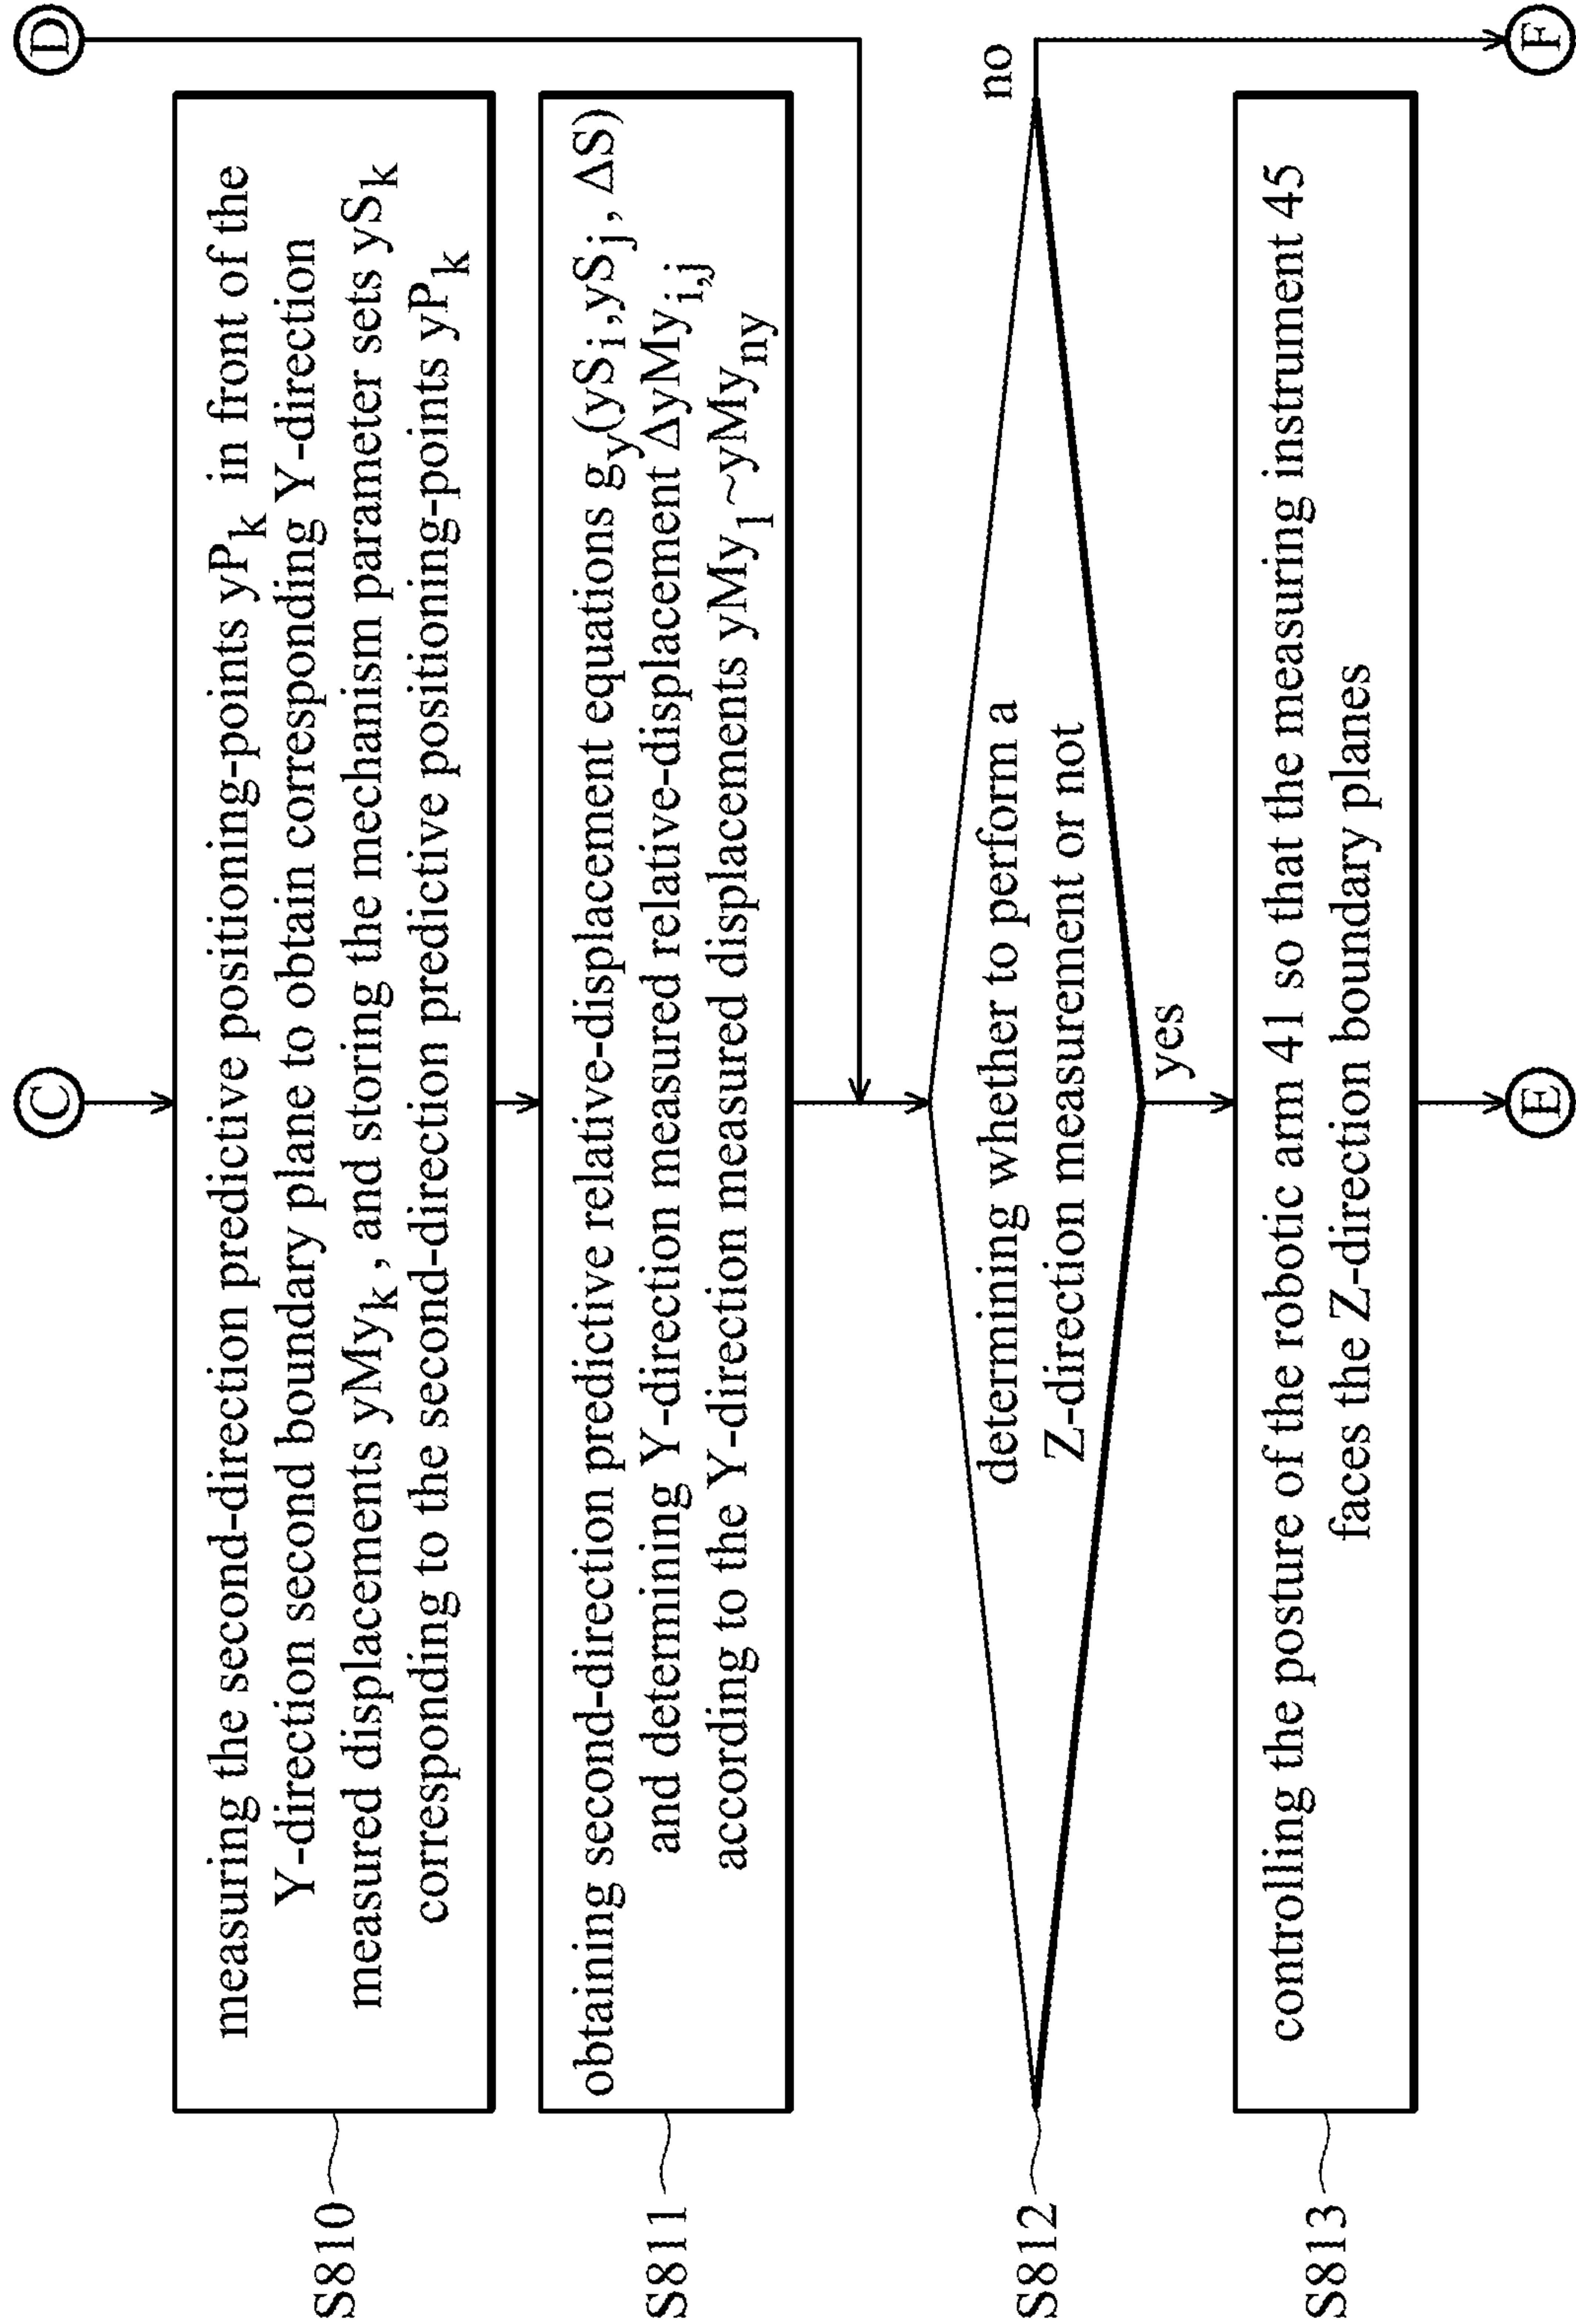 C
D
S810
measuring the second-direction predictive positioning-points yPk in front of the
Y-direction second boundary plane to obtain corresponding Y-direction
measured displacements yMyk, and storing the mechanism parameter sets ySk
corresponding to the second-direction predictive positioning-points yPk
S811
obtaining second-direction predictive relative-displacement equations gy(ySi,ySj, ΔS)
and determining Y-direction measured relative-displacement ΔyMyi,j
according to the Y-direction measured displacements yMy1~yMyny
S812
determining whether to perform a
Z-direction measurement or not
no
yes
S813
controlling the posture of the robotic arm 41 so that the measuring instrument 45
faces the Z-direction boundary planes
E
F